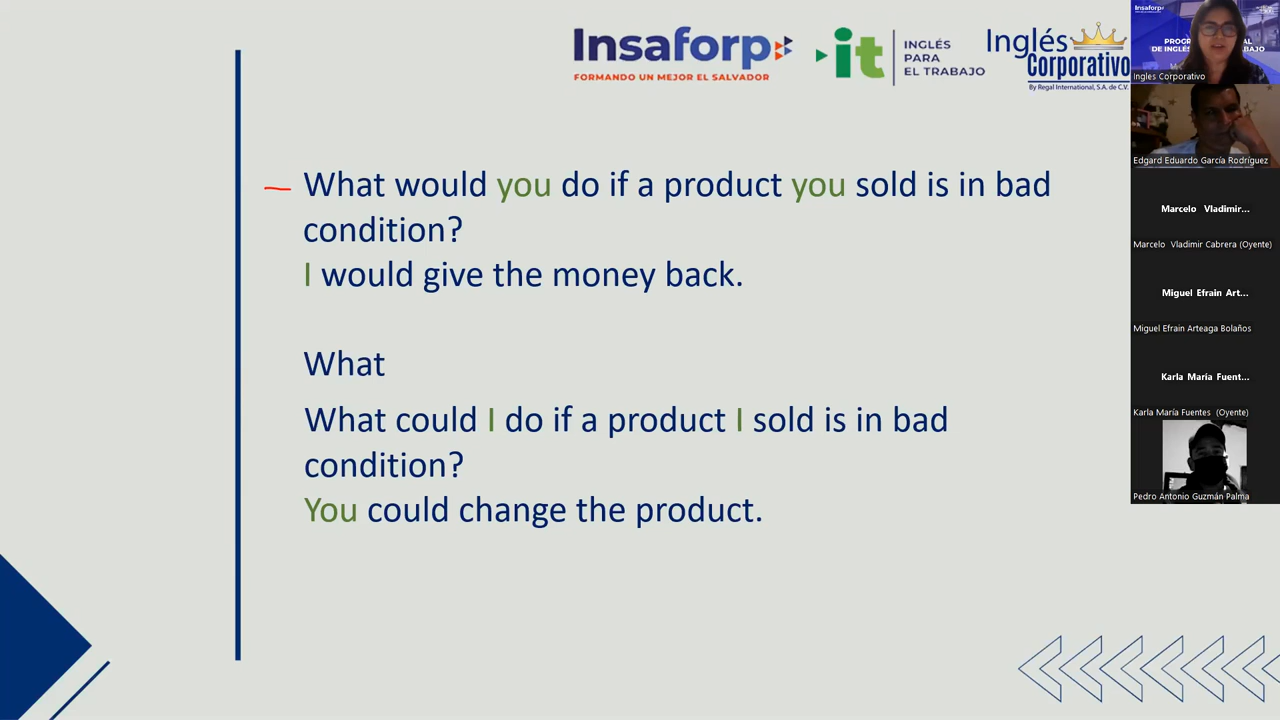 Insaforp
FORMANDO UN MEJOR EL SALVADOR
it
INGLÉS
PARA
EL TRABAJO
Inglés
Corporativo
By Regal International, S.A. de C.V.
What would you do if a product you sold is in bad
condition?
I would give the money back.
What
What could I do if a product I sold is in bad
condition?
You could change the product.
Insaforp
Ingles Corporativo
Edgard Eduardo García Rodríguez
Marcelo Vladimir...
Marcelo Vladimir Cabrera (Oyente)
Miguel Efrain Art...
Miguel Efrain Arteaga Bolaños
Karla María Fuent...
Karla María Fuentes (Oyente)
Pedro Antonio Guzmán Palma